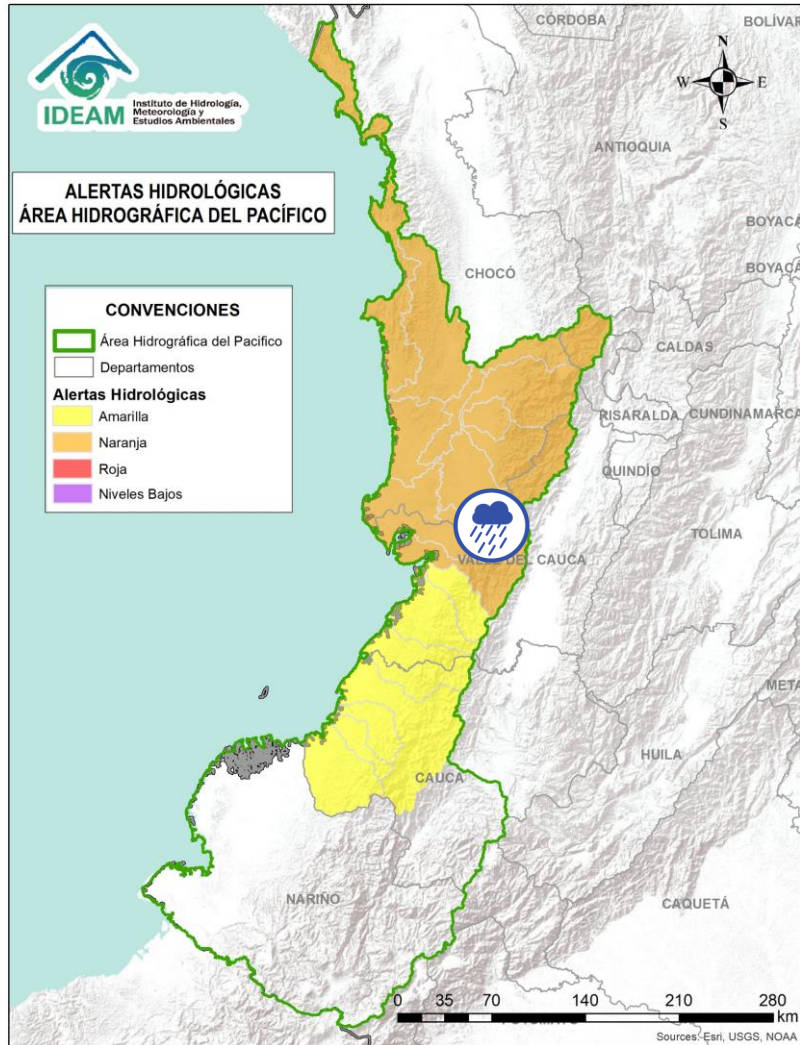 CÓRDOBA
BOLÍVAR
IDEAM
Instituto de Hidrología,
Meteorología y
Estudios Ambientales
N
W E
S
ANTIOQUIA
ALERTAS HIDROLÓGICAS
ÁREA HIDROGRÁFICA DEL PACÍFICO
BOYACÁ
BOYACÁ
CHOCÓ
CONVENCIONES
Área Hidrográfica del Pacifico
Departamentos
Alertas Hidrológicas
Amarilla
Naranja
Roja
Niveles Bajos
CALDAS
RISARALDA
CUNDINAMARCA
QUINDÍO
TOLIMA
DEL CAUCA
META
HUILA
CAUCA
NARIÑO
CAQUETÁ
0 35 70 140 210 280
km
Sources: Esri, USGS, NOAA